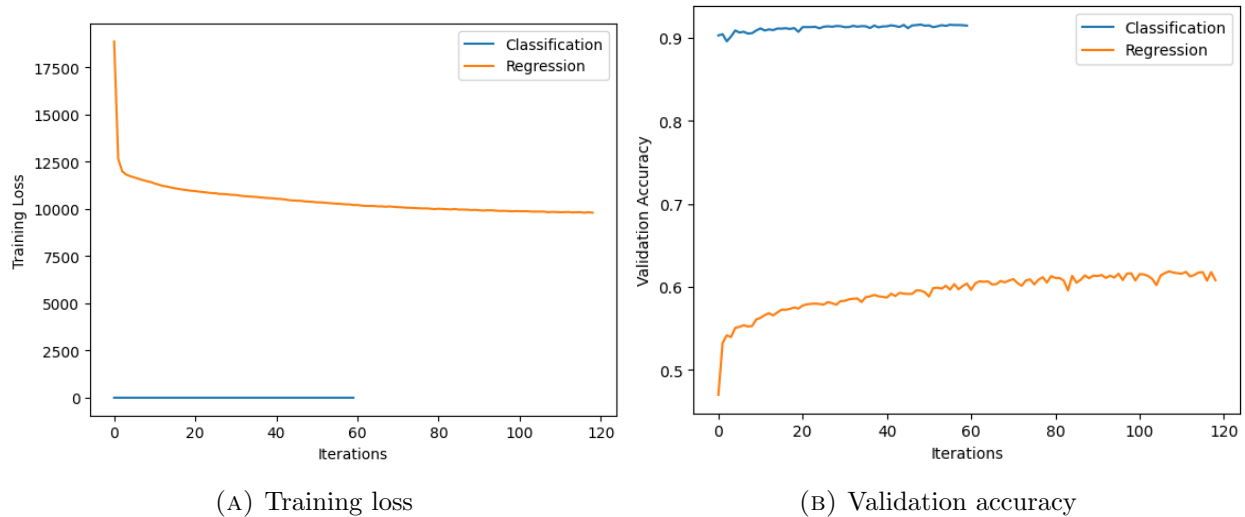 Training Loss
17500
15000
12500
10000
7500
5000
2500
0
0 20 40 60 80 100 120
Iterations
Classification
Regression
(A) Training loss
Validation Accuracy
0.9
0.8
0.7
0.6
0.5
0 20 40 60 80 100 120
Iterations
Classification
Regression
(B) Validation accuracy